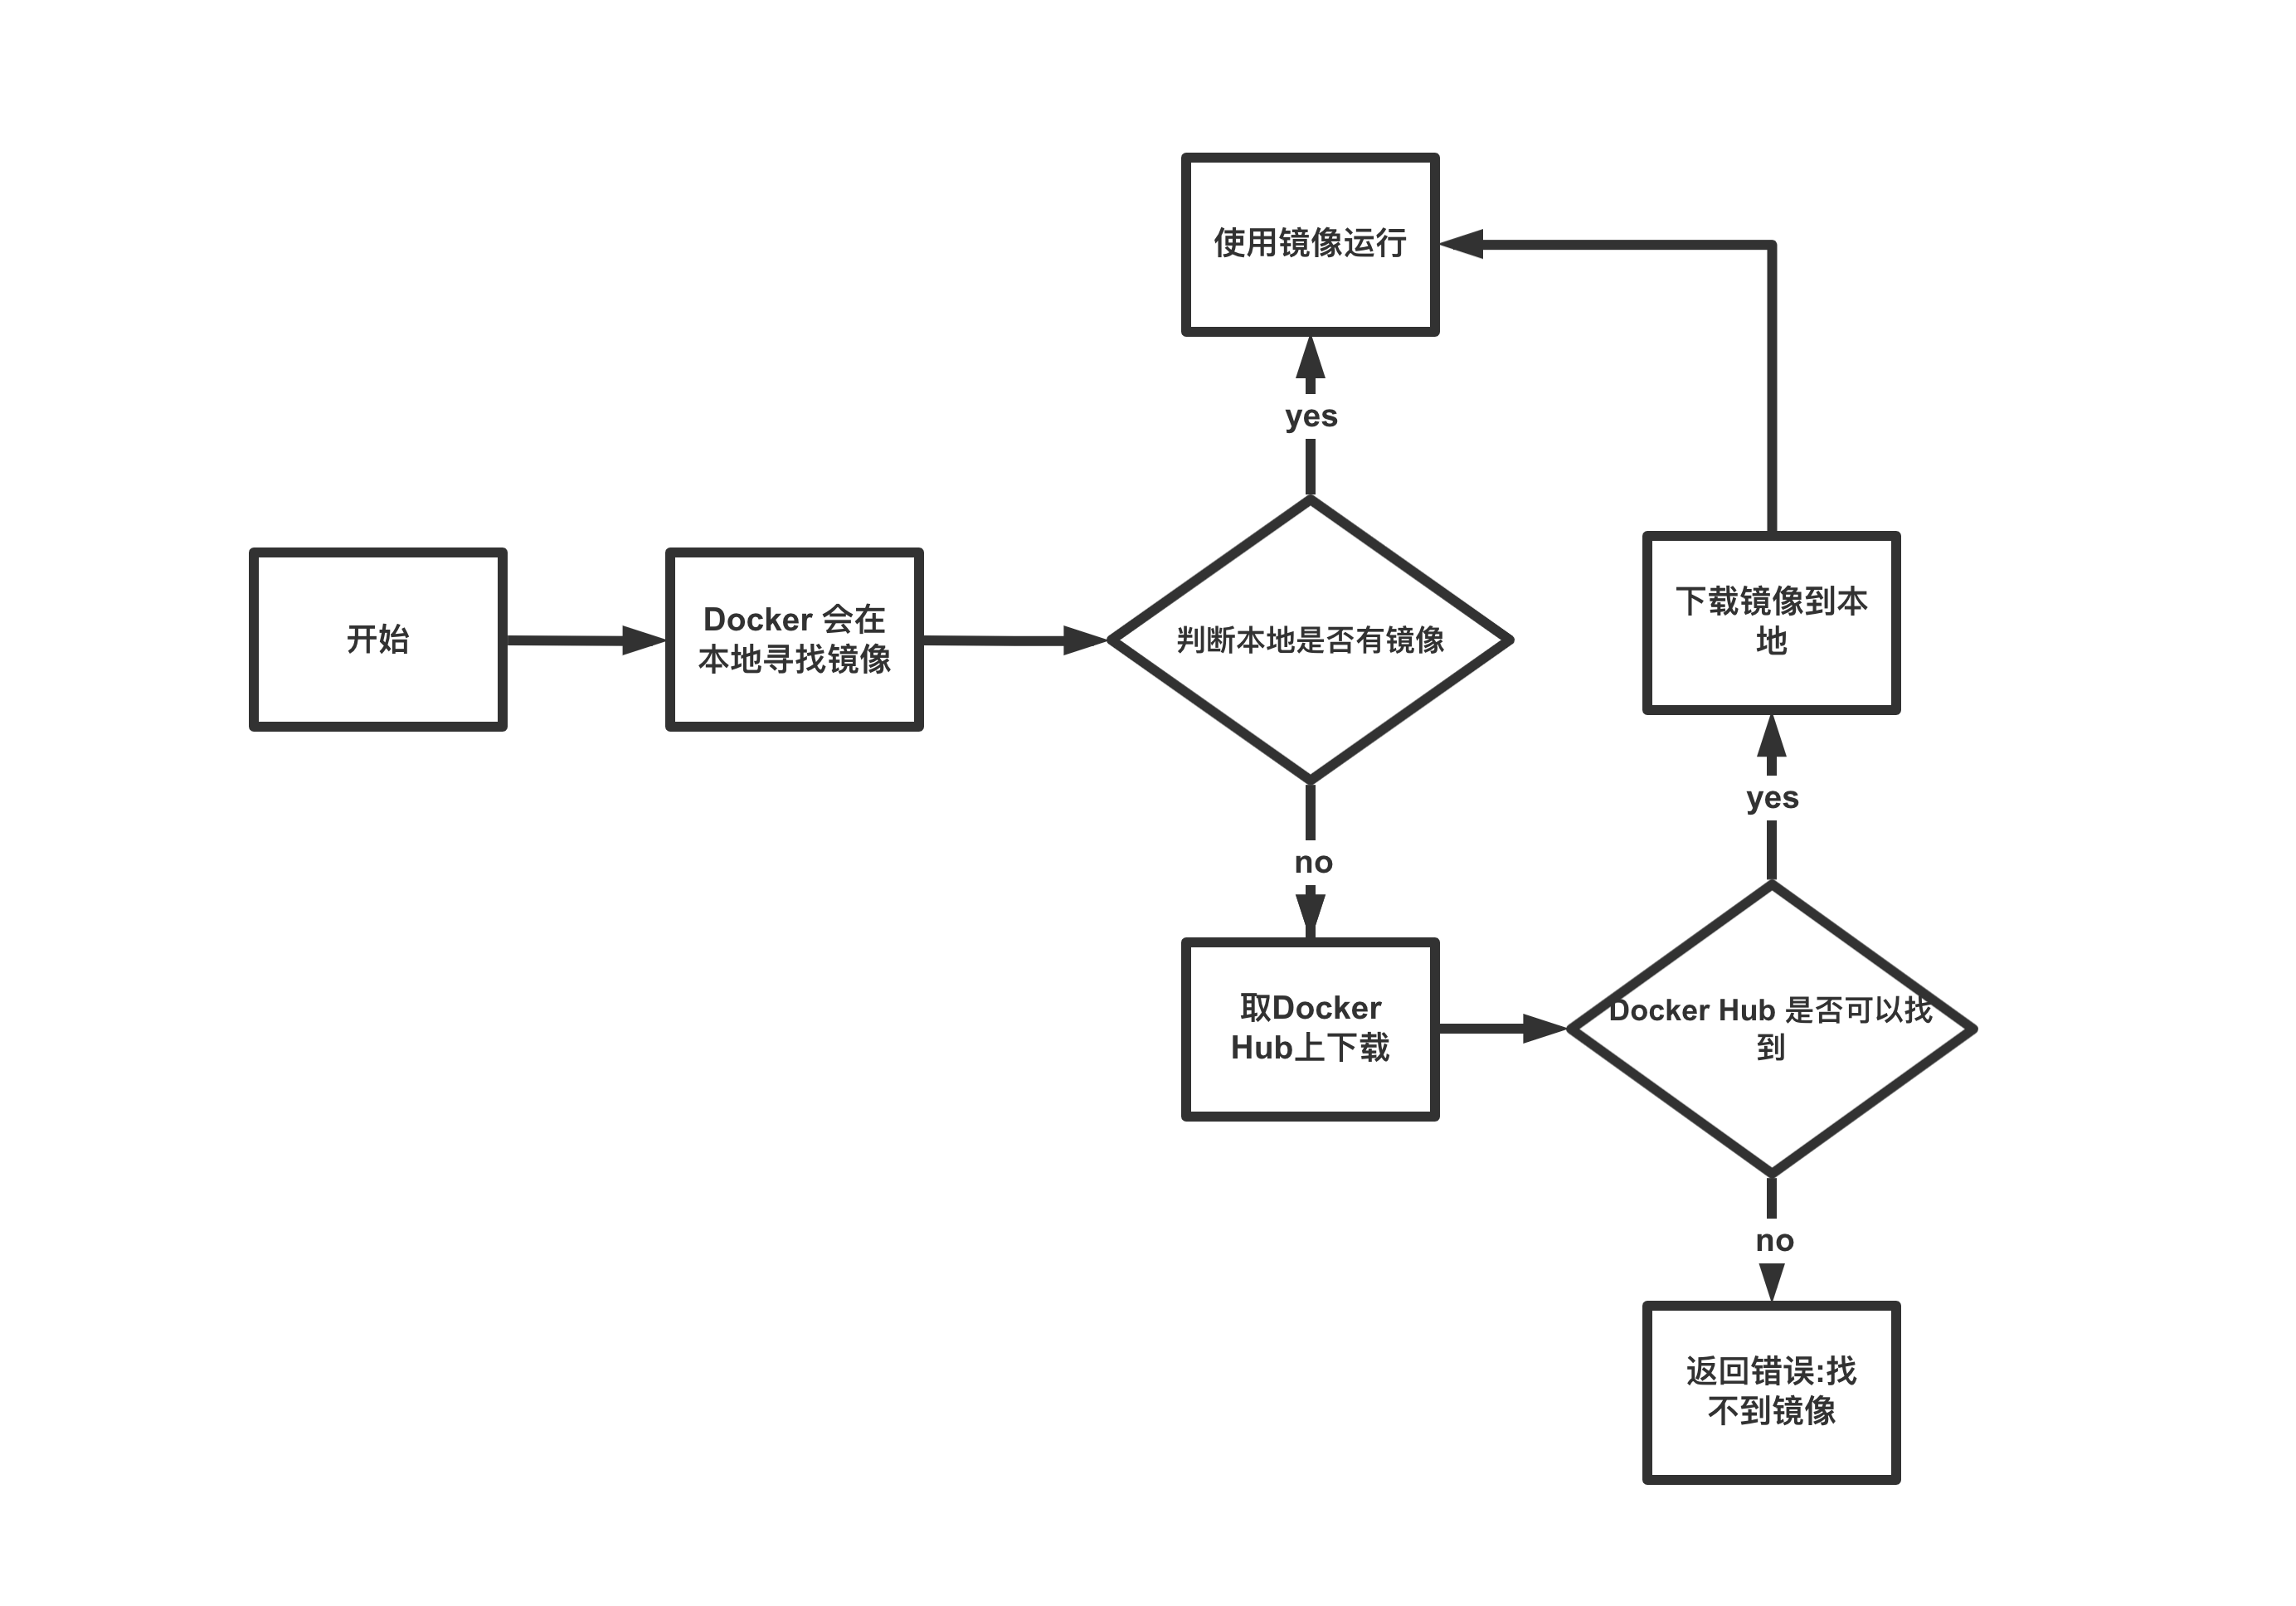 使用镜像运行
yes
开始
Docker 会在
本地寻找镜像
判断本地是否有镜像
下载镜像到本
地
yes
no
取Docker
Hub上下载
Docker Hub 是否可以找
到
no
返回错误:找
不到镜像